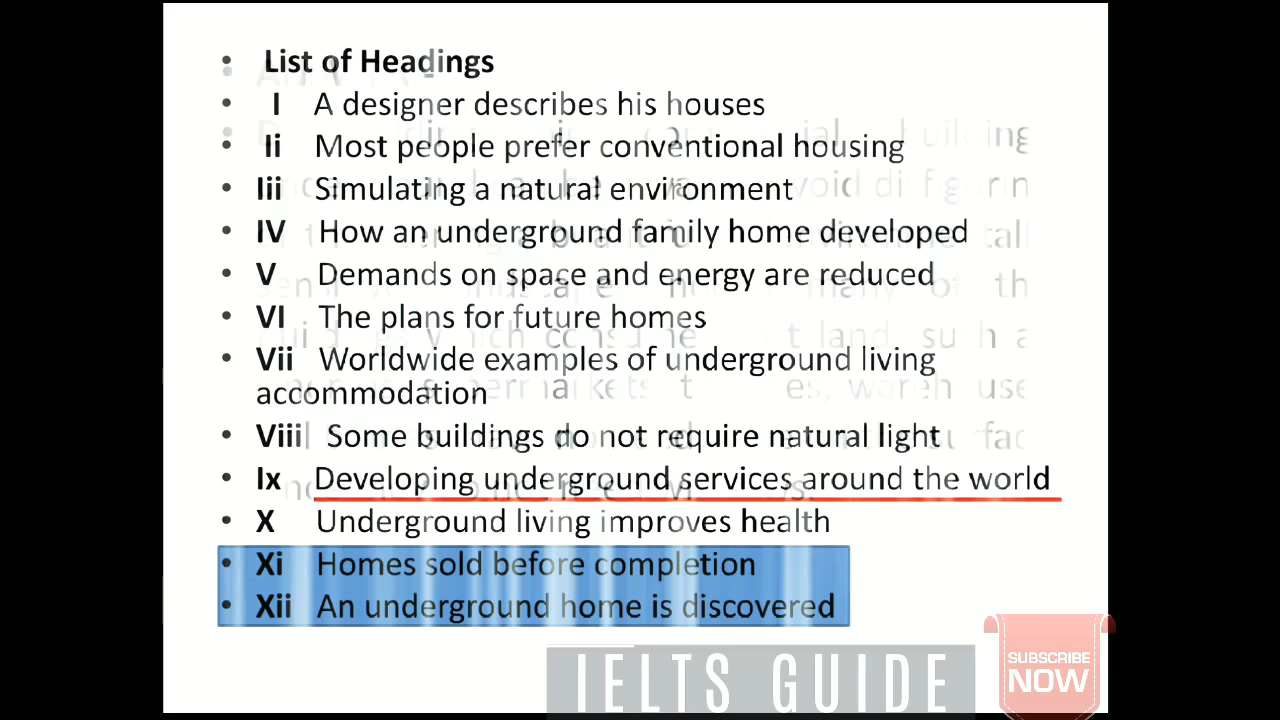 • List of Headings
• I A designer describes his houses
• Ii Most people prefer conventional housing
• Iii Simulating a natural environment
• IV How an underground family home developed
• V Demands on space and energy are reduced
• VI The plans for future homes
• Vii Worldwide examples of underground living
accommodation
• Viii Some buildings do not require natural light
• Ix Developing underground services around the world
• X Underground living improves health
• Xi Homes sold before completion
• Xii An underground home is discovered
IELTS GUIDE
SUBSCRIBE
NOW